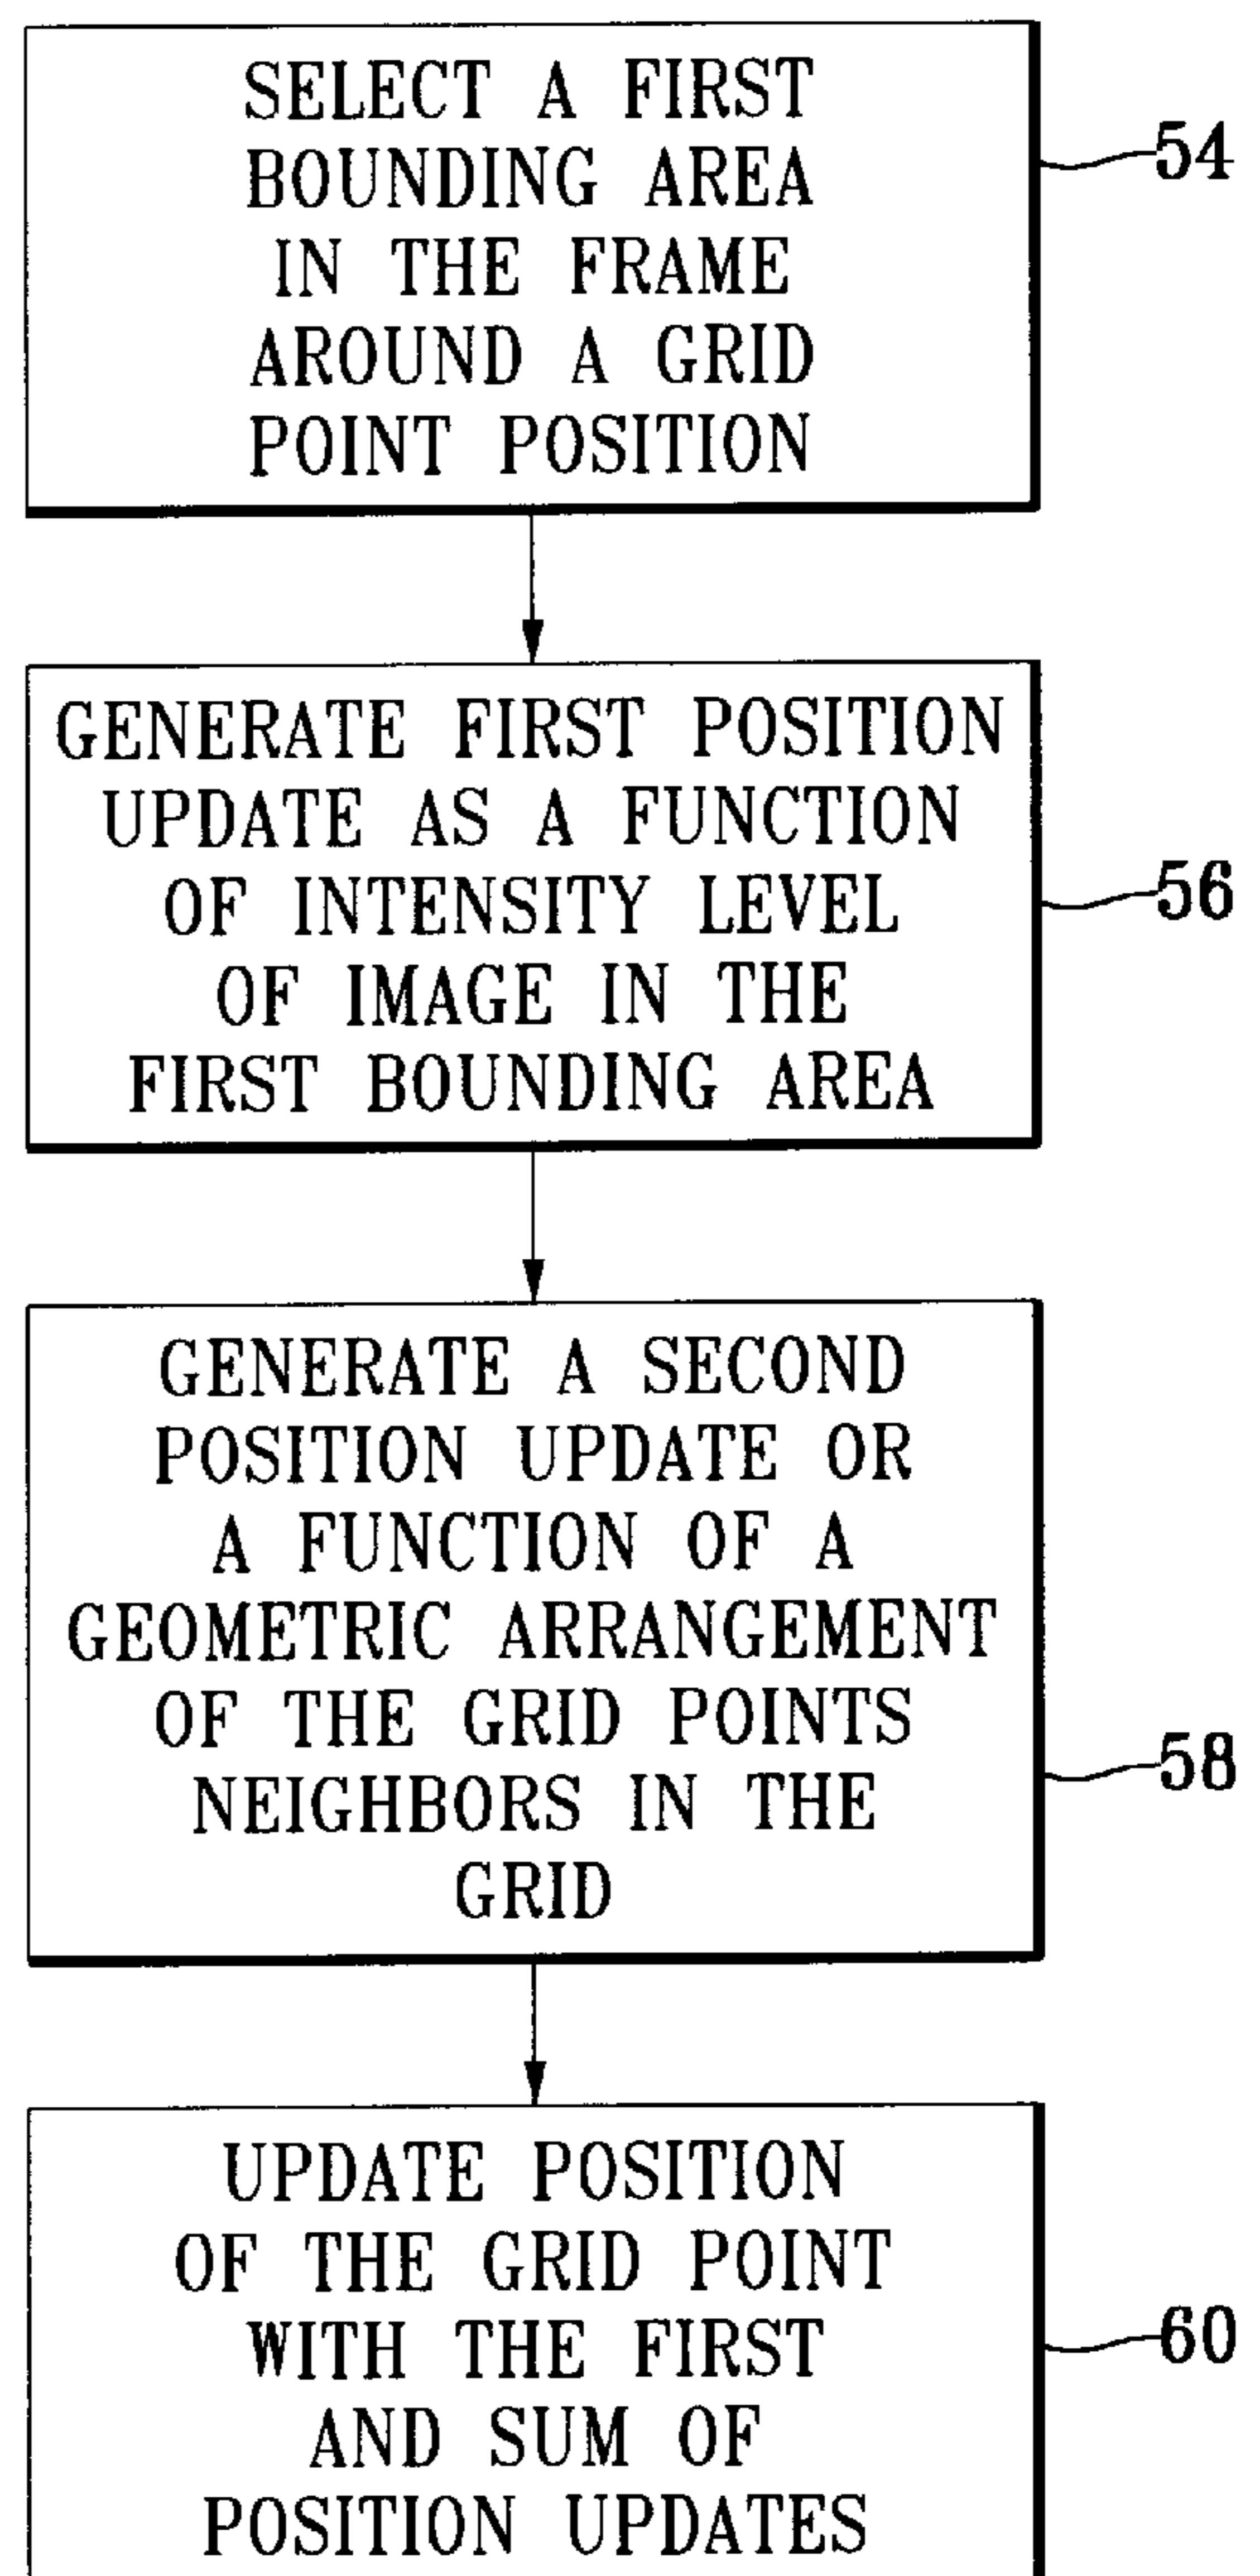 SELECT A FIRST
BOUNDING AREA
IN THE FRAME
AROUND A GRID
POINT POSITION
54
GENERATE FIRST POSITION
UPDATE AS A FUNCTION
OF INTENSITY LEVEL
OF IMAGE IN THE
FIRST BOUNDING AREA
56
GENERATE A SECOND
POSITION UPDATE OR
A FUNCTION OF A
GEOMETRIC ARRANGEMENT
OF THE GRID POINTS
NEIGHBORS IN THE
GRID
58
UPDATE POSITION
OF THE GRID POINT
WITH THE FIRST
AND SUM OF
POSITION UPDATES
60